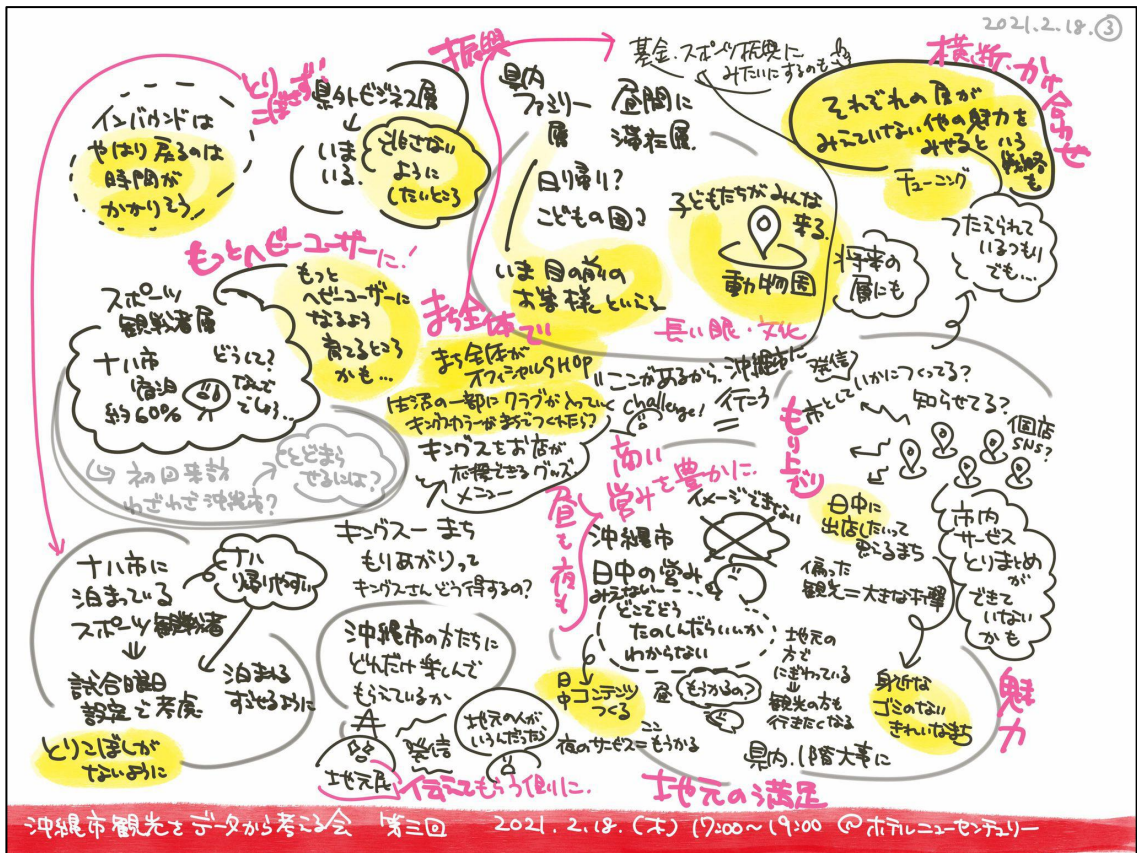 2021.2.18.③
振興
とりこぼさず!
横断・かけ合わせ
インバウンドは
やはり戻るのは
時間が
かかりそう
県外ビジネス層
いま
いる.
逃さない
ように
したいところ
県内
ファミリー
層
昼間に
滞在層.
日帰り?
こどもの国?
基金.スポーツ振興に.
みたいにするのも
それぞれの層が
みえていない他の魅力を
みせるという
戦略も
チューニング
子どもたちがみんな
来る.
動物園
将来の
層にも
つたえられて
いるつもり
でも...
いま目の前の
お客様といえる
長い眼・文化
もっとヘビーユーザーに!
スポーツ
観戦者層
ナハ市
宿泊
約60%
どうして?
なんで
でしょう...
もっと
ヘビーユーザーに
なるよう
育てるところ
かも...
まち全体で
まち全店が
オフィシャルSHOP
生活の一部にクラブが入っていく
キングスカラーがまちでつくれたら?
キングスをお店が
応援できるグッズ
メニュー
"ここがあるから、沖縄市に
challenge!
行こう
初回来訪
わざわざ沖縄市?
とどまら
せるには?
発信?
いかにつくってる?
知らせてる?
市として
個店
SNS?
もり上がり
商い
営みを豊かに.
昼も夜も
イメージできない
沖縄市
日中の営み
みえない...
どこでどう
たのしんだらいいか
わからない
日中に
出店したいって
思えるまち
偏った
観光=大きな打撃
市内
サービス
とりまとめが
できて
いないかも
キングスーまち
もりあがりって
キングスさんどう得するの?
ナハ市に
泊まっている
スポーツ観戦者
ナハ
帰りやすい
試合曜日
設定で考慮
泊まれる
すごせるように
とりこぼしが
ないように
沖縄市の方たちに
どれだけ楽しんで
もらえているか
地元民
発信
地元の人が
いうんだったら
伝えてもらう側に.
日中コンテンツ
つくる
昼
もうかるの?
夜のサービス=もうかる
地元の
方で
にぎわっている
観光の方も
行きたくなる
県内.1階大事に
身近な
ゴミのない
きれいなまち
魅力
地元の満足
沖縄市観光をデータから考える会 第三回 2021.2.18.(木)17:00~19:00 @ホテルニューセンチュリー